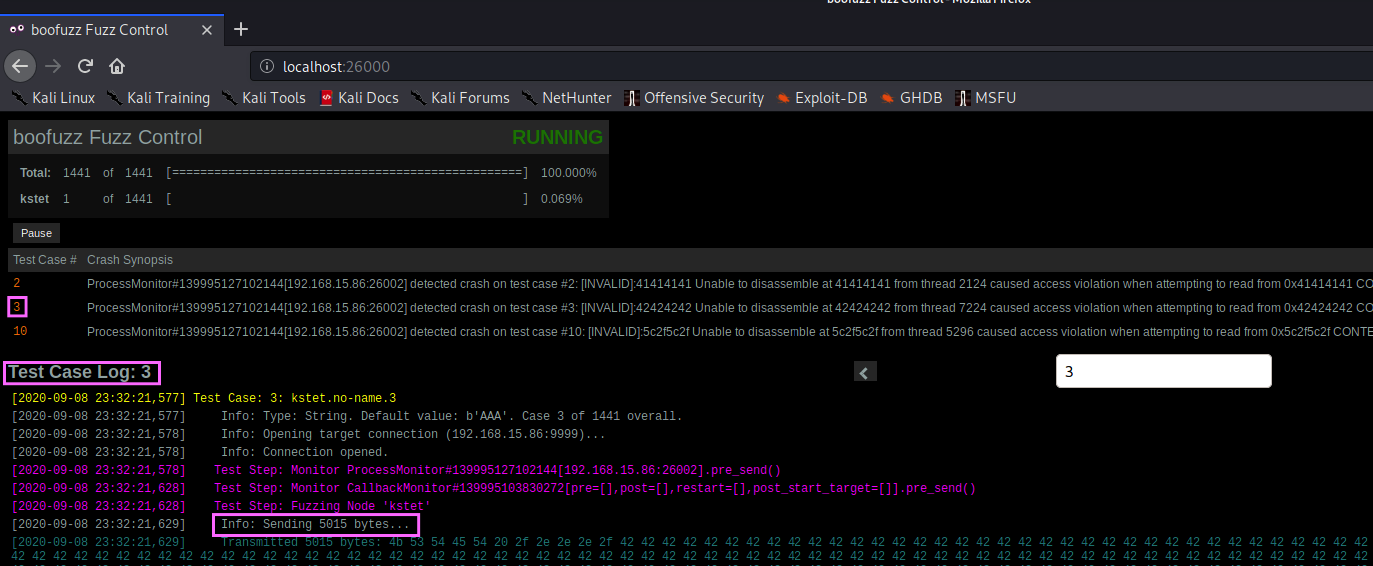 boofuzz Fuzz Control - Mozilla Firefox
boofuzz Fuzz Control
localhost:26000
Kali Linux Kali Training Kali Tools Kali Docs Kali Forums NetHunter Offensive Security Exploit-DB GHDB MSFU
boofuzz Fuzz Control RUNNING
Total: 1441 of 1441 [==================================================] 100.000%
kstet 1 of 1441 [ ] 0.069%
Pause
Test Case # Crash Synopsis
2 ProcessMonitor#139995127102144[192.168.15.86:26002] detected crash on test case #2: [INVALID]:41414141 Unable to disassemble at 41414141 from thread 2124 caused access violation when attempting to read from 0x41414141 CO
3 ProcessMonitor#139995127102144[192.168.15.86:26002] detected crash on test case #3: [INVALID]:42424242 Unable to disassemble at 42424242 from thread 7224 caused access violation when attempting to read from 0x42424242 CO
10 ProcessMonitor#139995127102144[192.168.15.86:26002] detected crash on test case #10: [INVALID]:5c2f5c2f Unable to disassemble at 5c2f5c2f from thread 5296 caused access violation when attempting to read from 0x5c2f5c2f CONTE
Test Case Log: 3 < 3
[2020-09-08 23:32:21,577] Test Case: 3: kstet.no-name.3
[2020-09-08 23:32:21,577] Info: Type: String. Default value: b'AAA'. Case 3 of 1441 overall.
[2020-09-08 23:32:21,578] Info: Opening target connection (192.168.15.86:9999)...
[2020-09-08 23:32:21,578] Info: Connection opened.
[2020-09-08 23:32:21,578] Test Step: Monitor ProcessMonitor#139995127102144[192.168.15.86:26002].pre_send()
[2020-09-08 23:32:21,628] Test Step: Monitor CallbackMonitor#139995103830272[pre=[],post=[],restart=[],post_start_target=[]].pre_send()
[2020-09-08 23:32:21,628] Test Step: Fuzzing Node 'kstet'
[2020-09-08 23:32:21,629] Info: Sending 5015 bytes...
[2020-09-08 23:32:21,629] Transmitted 5015 bytes: 4b 53 54 45 54 20 2f 2e 2e 2e 2f 42 42 42 42 42 42 42 42 42 42 42 42 42 42 42 42 42 42 42 42 42 42 42 42 42 42 42 42 42 42 42 42 42 42 42 42
42 42 42 42 42 42 42 42 42 42 42 42 42 42 42 42 42 42 42 42 42 42 42 42 42 42 42 42 42 42 42 42 42 42 42 42 42 42 42 42 42 42 42 42 42 42 42 42 42 42 42 42 42 42 42 42 42 42 42 42 42 42 42 42 42